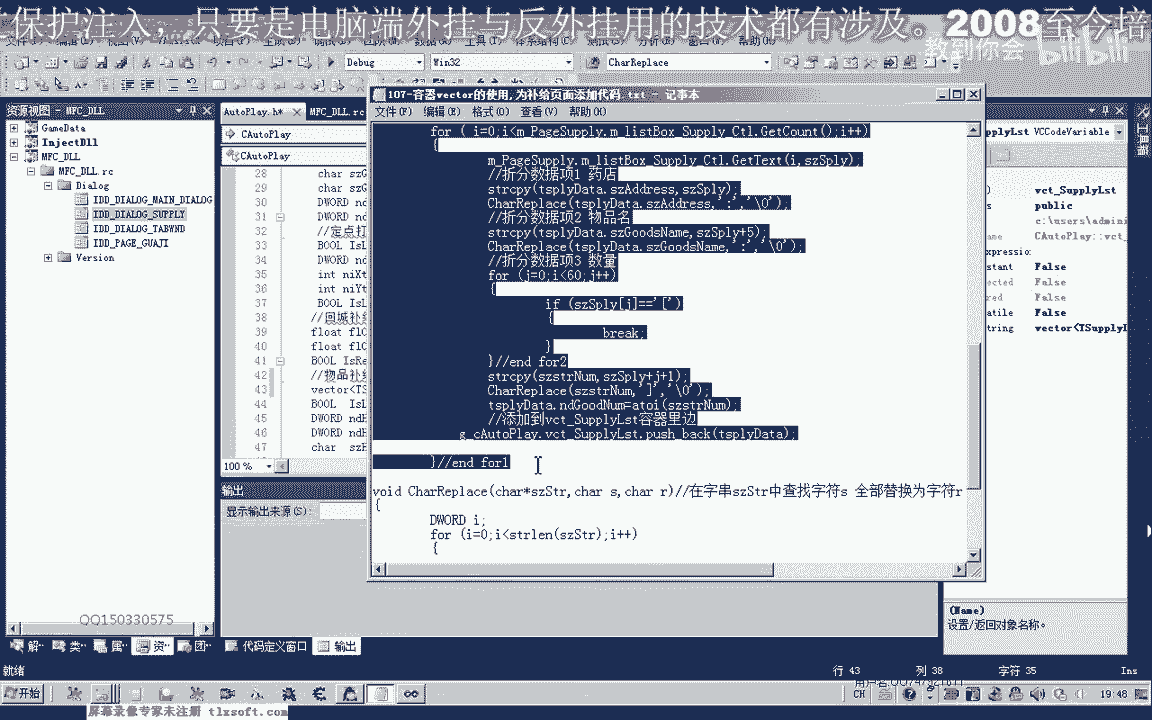 保护注入，只要是电脑端外挂与反外挂用的技术都有涉及。2008至今培
教到你会 bilibili
Debug
Win32
CharReplace
资源视图 - MFC_DLL
GameData
InjectDll
MFC_DLL
MFC_DLL.rc
Dialog
IDD_DIALOG_MAIN_DIALOG
IDD_DIALOG_SUPPLY
IDD_DIALOG_TABWND
IDD_PAGE_GUAJI
Version
AutoPlay.h*
MFC_DLL.rc
CAutoPlay
CAutoPlay
28 char szG
29 char szG
30 DWORD nd
31 DWORD nd
32 //定点打
33 BOOL IsL
34 DWORD nd
35 int niXt
36 int niYt
37 BOOL IsL
38 //回城补给
39 float flC
40 float flC
41 BOOL IsRe
42 //物品补给
43 vector<TS
44 BOOL IsL
45 DWORD ndH
46 DWORD ndM
47 char szH
100 %
107-容器vector的使用,为补给页面添加代码.txt - 记事本
文件(F) 编辑(E) 格式(O) 查看(V) 帮助(H)
for ( i=0;i<m_PageSupply.m_listBox_Supply_Ctl.GetCount();i++)
{
m_PageSupply.m_listBox_Supply_Ctl.GetText(i,szSply);
//折分数据项1 药店
strcpy(tsplyData.szAddress,szSply);
CharReplace(tsplyData.szAddress,':','\0');
//折分数据项2 物品名
strcpy(tsplyData.szGoodsName,szSply+5);
CharReplace(tsplyData.szGoodsName,':','\0');
//折分数据项3 数量
for (j=0;i<60;j++)
{
if (szSply[j]=='[')
{
break;
}
}//end for2
strcpy(szstrNum,szSply+j+1);
CharReplace(szstrNum,']','\0');
tsplyData.ndGoodNum=atoi(szstrNum);
//添加到vct_SupplyLst容器里边
g_cAutoPlay.vct_SupplyLst.push_back(tsplyData);
}//end for1
void CharReplace(char*szStr,char s,char r)//在字串szStr中查找字符s 全部替换为字符r
{
DWORD i;
for (i=0;i<strlen(szStr);i++)
{
pplyLst VCCodeVariable
vct_SupplyLst
public
c:\users\admini
CAutoPlay::vct_
False
False
False
False
vector<TSupplyL
(Name)
设置/返回对象名称。
工具箱
输出
显示输出来源(S):
QQ150330575
代码定义窗口
输出
就绪
行 43
列 38
字符 35
Ins
开始
CH
19:48
屏幕录像专家未注册 tlxsoft.com